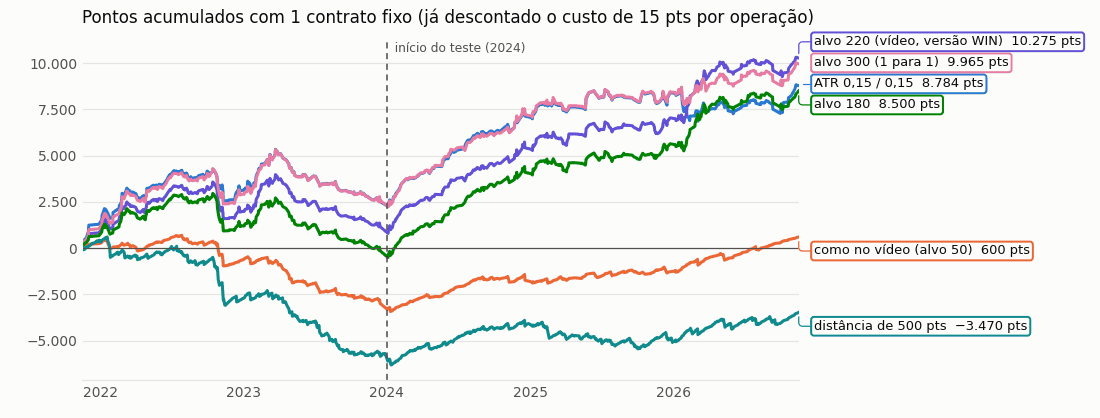 Pontos acumulados com 1 contrato fixo (já descontado o custo de 15 pts por operação)
início do teste (2024)
alvo 220 (vídeo, versão WIN)  10.275 pts
alvo 300 (1 para 1)  9.965 pts
ATR 0,15 / 0,15  8.784 pts
alvo 180  8.500 pts
como no vídeo (alvo 50)  600 pts
distância de 500 pts  −3.470 pts
10.000
7.500
5.000
2.500
0
−2.500
−5.000
2022 2023 2024 2025 2026